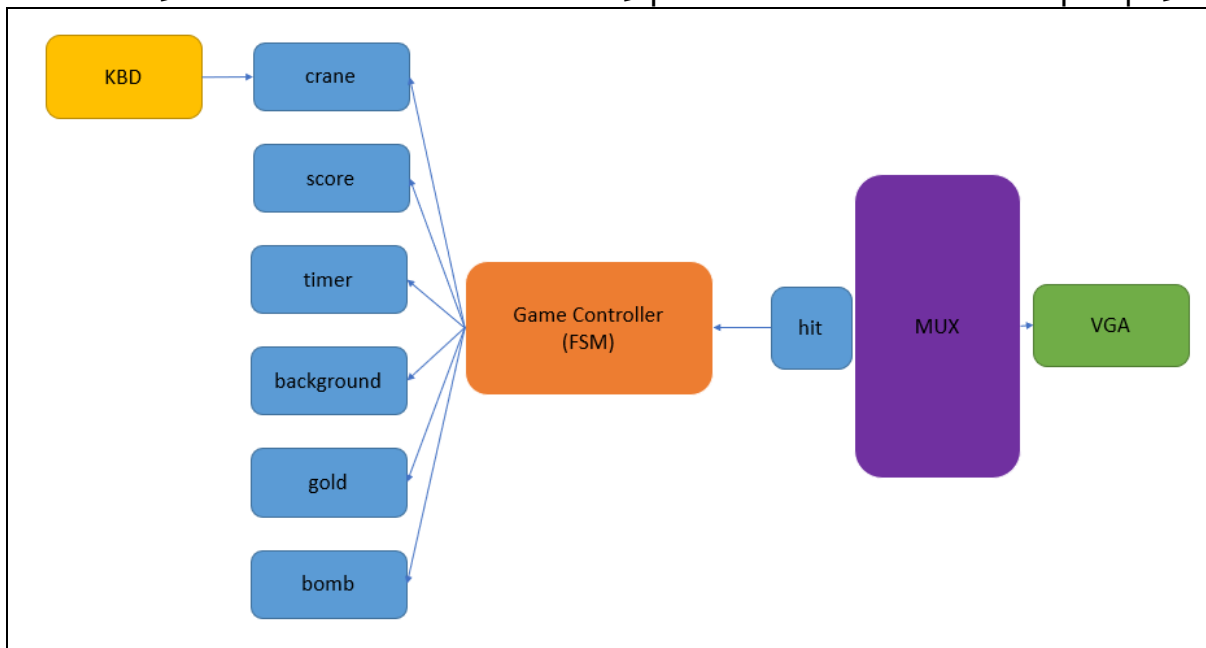 KBD
crane
score
timer
background
gold
bomb
Game Controller
(FSM)
hit
MUX
VGA